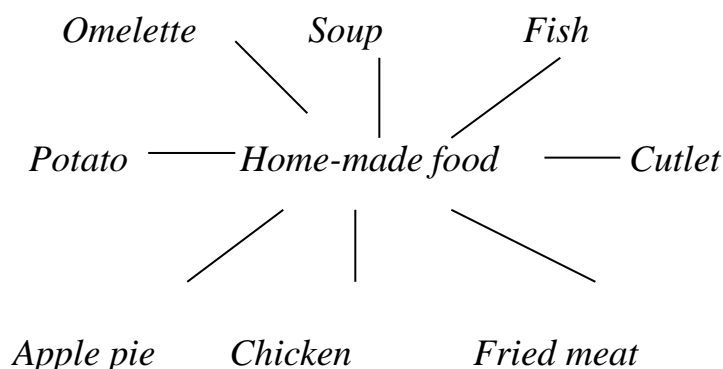 Omelette Soup Fish
Potato Home-made food Cutlet
Apple pie Chicken Fried meat